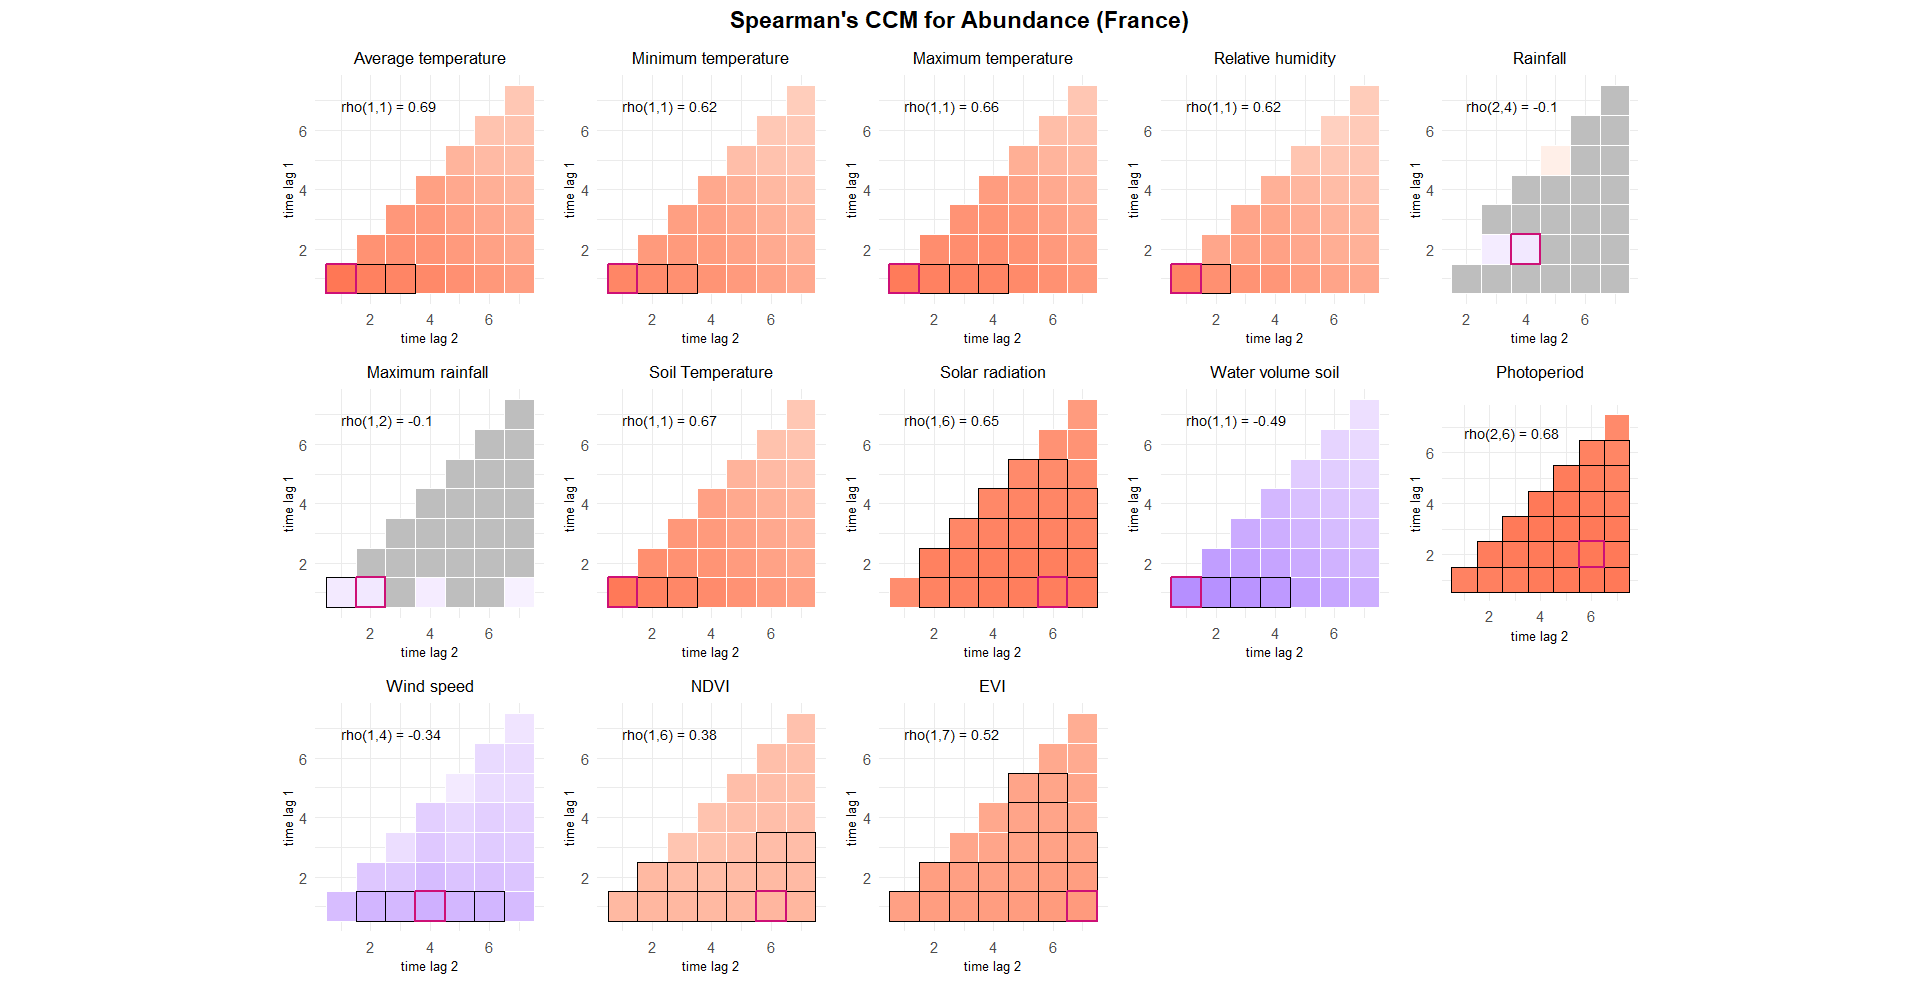 Spearman's CCM for Abundance (France)
Average temperature
rho(1,1) = 0.69
6
4
2
time lag 1
2 4 6
time lag 2
Minimum temperature
rho(1,1) = 0.62
6
4
2
time lag 1
2 4 6
time lag 2
Maximum temperature
rho(1,1) = 0.66
6
4
2
time lag 1
2 4 6
time lag 2
Relative humidity
rho(1,1) = 0.62
6
4
2
time lag 1
2 4 6
time lag 2
Rainfall
rho(2,4) = -0.1
6
4
2
time lag 1
2 4 6
time lag 2
Maximum rainfall
rho(1,2) = -0.1
6
4
2
time lag 1
2 4 6
time lag 2
Soil Temperature
rho(1,1) = 0.67
6
4
2
time lag 1
2 4 6
time lag 2
Solar radiation
rho(1,6) = 0.65
6
4
2
time lag 1
2 4 6
time lag 2
Water volume soil
rho(1,1) = -0.49
6
4
2
time lag 1
2 4 6
time lag 2
Photoperiod
rho(2,6) = 0.68
6
4
2
time lag 1
2 4 6
time lag 2
Wind speed
rho(1,4) = -0.34
6
4
2
time lag 1
2 4 6
time lag 2
NDVI
rho(1,6) = 0.38
6
4
2
time lag 1
2 4 6
time lag 2
EVI
rho(1,7) = 0.52
6
4
2
time lag 1
2 4 6
time lag 2